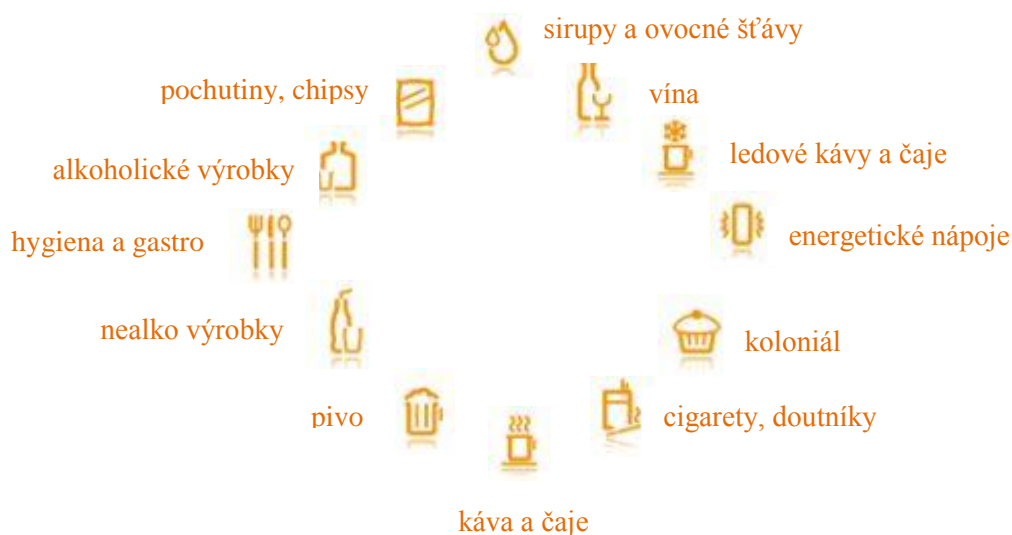 sirupy a ovocné šťávy
pochutiny, chipsy
vína
alkoholické výrobky
ledové kávy a čaje
hygiena a gastro
energetické nápoje
nealko výrobky
koloniál
pivo
cigarety, doutníky
káva a čaje